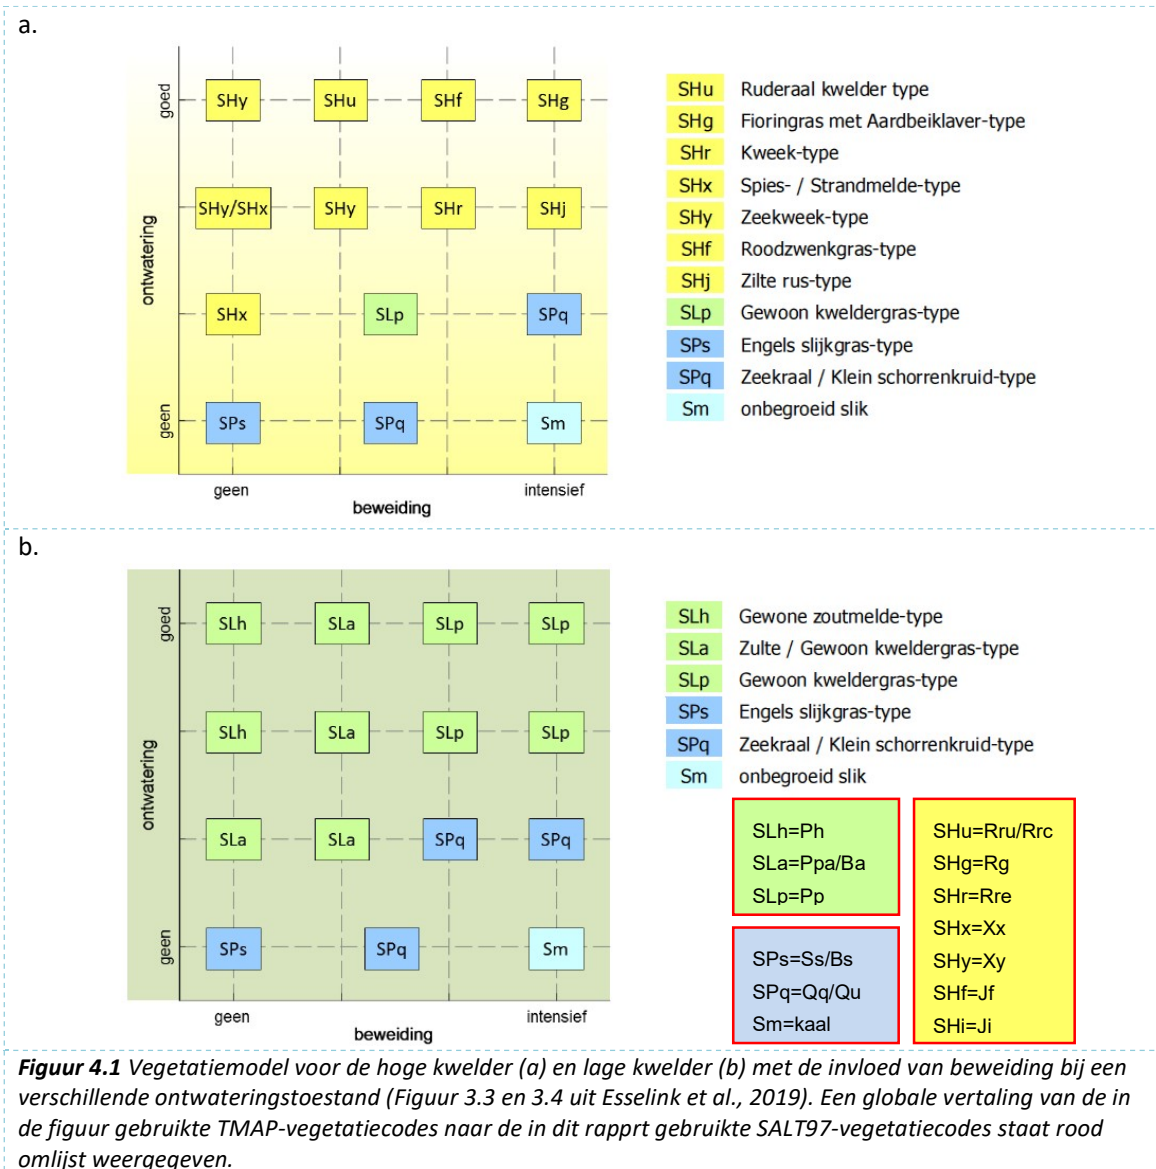 a.
goed
SHy
SHu
SHf
SHg
SHy/SHx
SHy
SHr
SHj
ontwatering
SHx
SLp
SPq
geen
SPs
SPq
Sm
geen
intensief
beweiding
SHu Ruderaal kwelder type
SHg Fioringras met Aardbeiklaver-type
SHr Kweek-type
SHx Spies- / Strandmelde-type
SHy Zeekweek-type
SHf Roodzwenkgras-type
SHj Zilte rus-type
SLp Gewoon kweldergras-type
SPs Engels slijkgras-type
SPq Zeekraal / Klein schorrenkruid-type
Sm onbegroeid slik
b.
goed
SLh
SLa
SLp
SLp
SLh
SLa
SLp
SLp
ontwatering
SLa
SLa
SPq
SPq
geen
SPs
SPq
Sm
geen
intensief
beweiding
SLh Gewone zoutmelde-type
SLa Zulte / Gewoon kweldergras-type
SLp Gewoon kweldergras-type
SPs Engels slijkgras-type
SPq Zeekraal / Klein schorrenkruid-type
Sm onbegroeid slik
SLh=Ph
SLa=Ppa/Ba
SLp=Pp
SPs=Ss/Bs
SPq=Qq/Qu
Sm=kaal
SHu=Rru/Rrc
SHg=Rg
SHr=Rre
SHx=Xx
SHy=Xy
SHf=Jf
SHi=Ji
Figuur 4.1 Vegetatiemodel voor de hoge kwelder (a) en lage kwelder (b) met de invloed van beweiding bij een
verschillende ontwateringstoestand (Figuur 3.3 en 3.4 uit Esselink et al., 2019). Een globale vertaling van de in
de figuur gebruikte TMAP-vegetatiecodes naar de in dit rapprt gebruikte SALT97-vegetatiecodes staat rood
omlijst weergegeven.